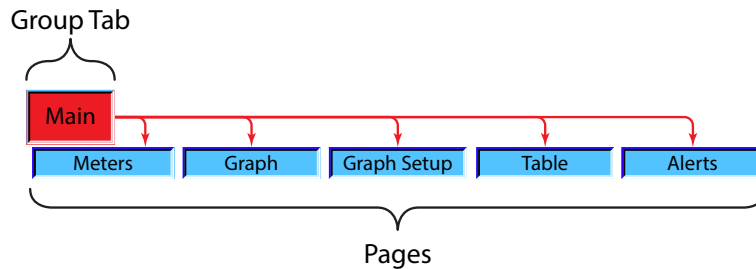 Group Tab
Main
Meters
Graph
Graph Setup
Table
Alerts
Pages